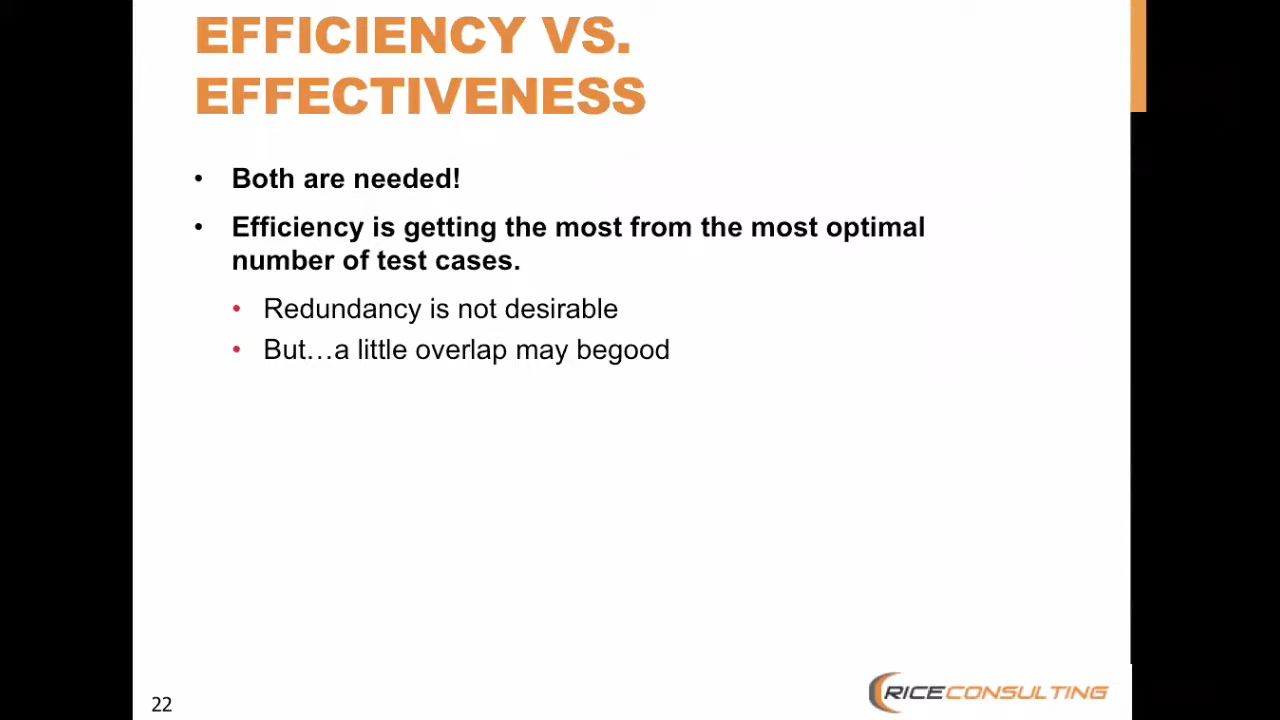 EFFICIENCY VS.
EFFECTIVENESS
• Both are needed!
• Efficiency is getting the most from the most optimal
number of test cases.
• Redundancy is not desirable
• But…a little overlap may begood
22
RICECONSULTING